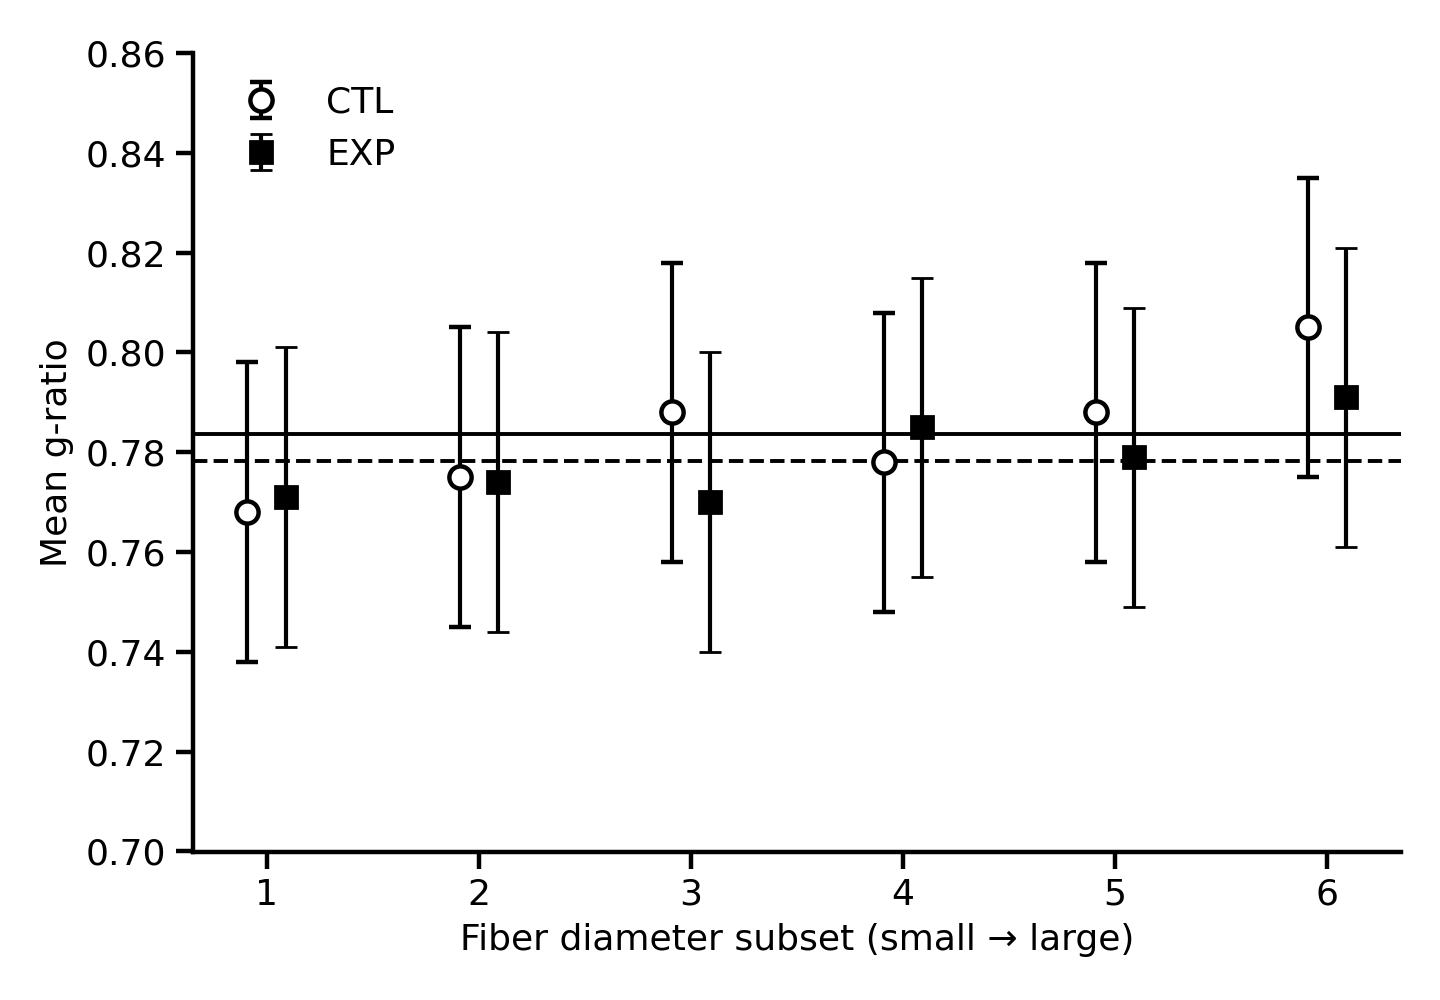 0.86
CTL
0.84
EXP
0.82
0.80
0.78
0.76
0.74
0.72
0.70
Mean g-ratio
1 2 3 4 5 6
Fiber diameter subset (small → large)